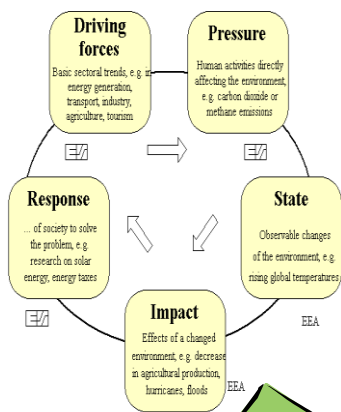 Driving
forces
Basic sectoral trends, e.g. in
energy generation,
transport, industry,
agriculture, tourism
Pressure
Human activities directly
affecting the environment,
e.g. carbon dioxide or
methane emissions
Response
... of society to solve
the problem, e.g.
research on solar
energy, energy taxes
State
Observable changes
of the environment, e.g.
rising global temperatures
EEA
Impact
Effects of a changed
environment, e.g. decrease
in agricultural production,
hurricanes, floods
EEA